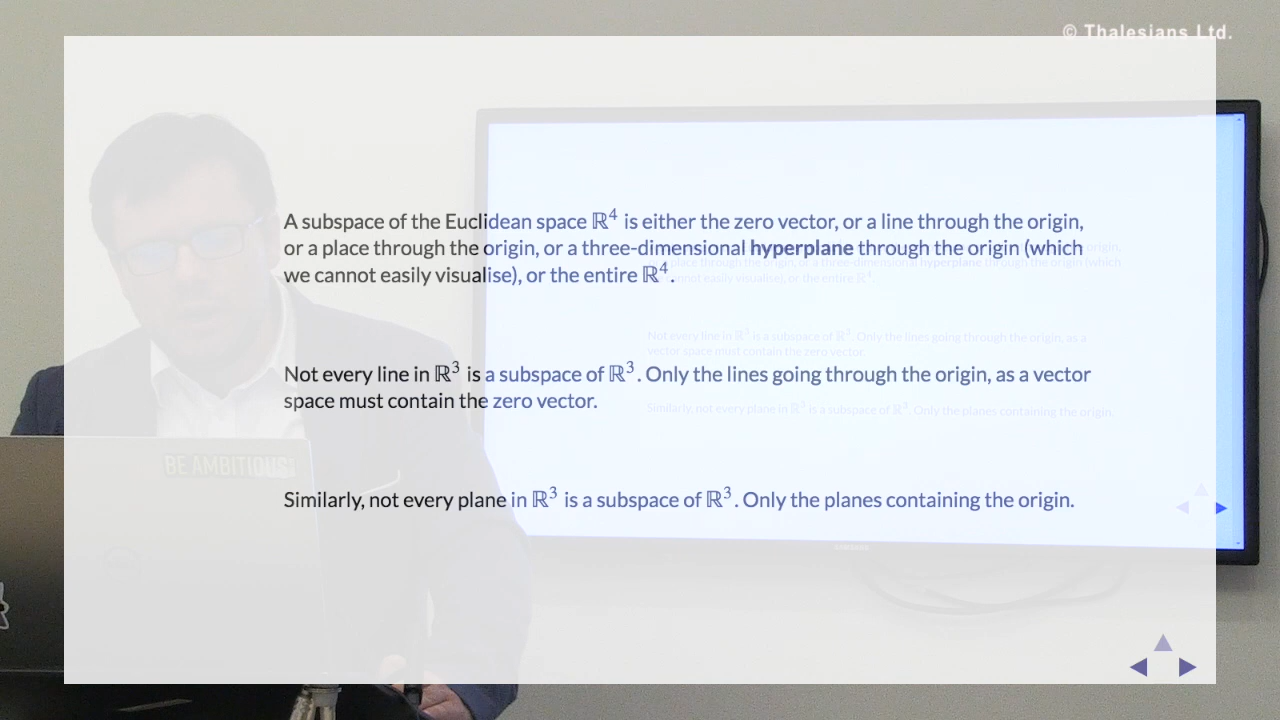 © Thalesians Ltd.
A subspace of the Euclidean space ℝ⁴ is either the zero vector, or a line through the origin,
or a place through the origin, or a three-dimensional hyperplane through the origin (which
we cannot easily visualise), or the entire ℝ⁴.
Not every line in ℝ³ is a subspace of ℝ³. Only the lines going through the origin, as a vector
space must contain the zero vector.
Similarly, not every plane in ℝ³ is a subspace of ℝ³. Only the planes containing the origin.
BE AMBITIOUS